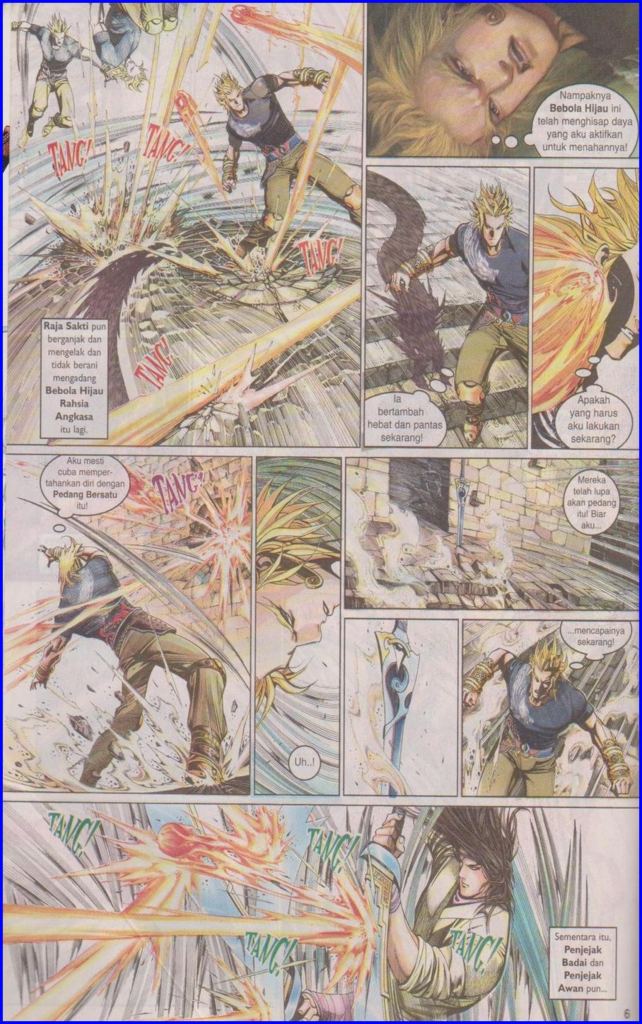 TANG!
TANG!
TANG!
TANG!
Raja Sakti pun
berganjak dan
mengelak dan
tidak berani
mengadang
Bebola Hijau
Rahsia
Angkasa
itu lagi.
Nampaknya
Bebola Hijau ini
telah menghisap daya
yang aku aktifkan
untuk menahannya!
Ia
bertambah
hebat dan pantas
sekarang!
Apakah
yang harus
aku lakukan
sekarang?
Aku mesti
cuba memper-
tahankan diri dengan
Pedang Bersatu
itu!
TANG!
Uh..!
Mereka
telah lupa
akan pedang
itu! Biar
aku...
...mencapainya
sekarang!
TANG!
TANG!
TANG!
TANG!
Sementara itu,
Penjejak
Badai dan
Penjejak
Awan pun...
6